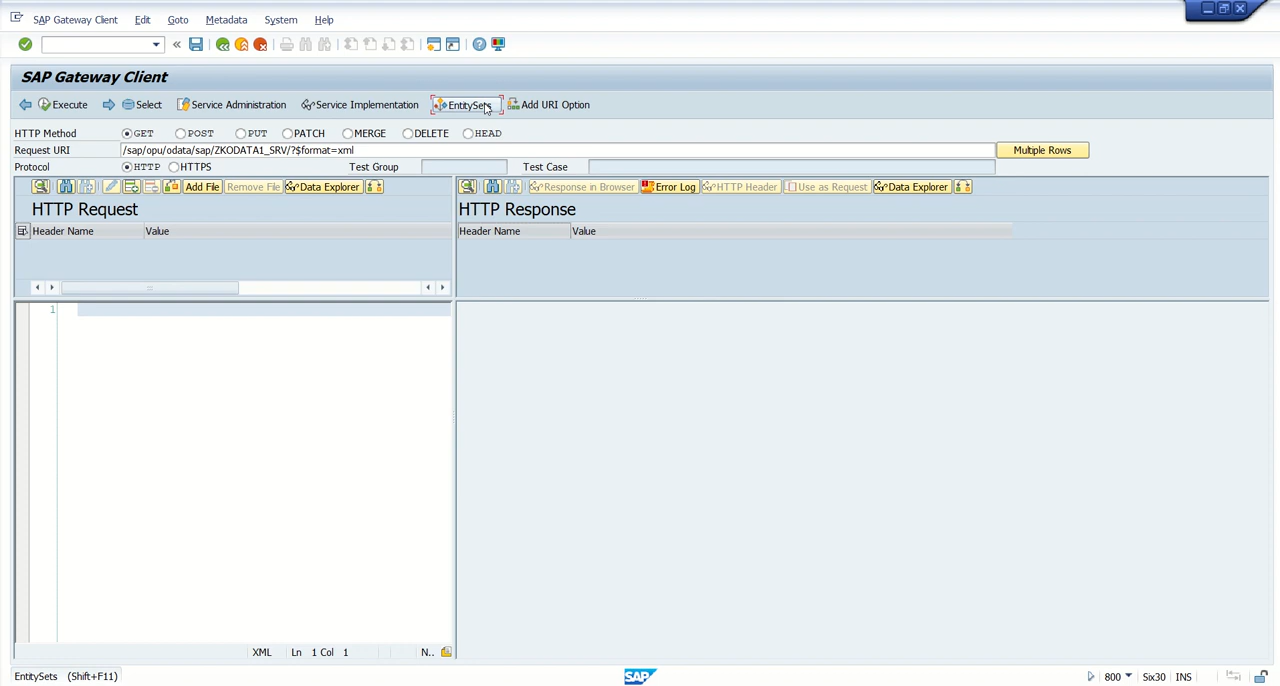 SAP Gateway Client Edit Goto Metadata System Help
SAP Gateway Client
Execute Select Service Administration Service Implementation EntitySets Add URI Option
HTTP Method GET POST PUT PATCH MERGE DELETE HEAD
Request URI /sap/opu/odata/sap/ZKODATA1_SRV/?$format=xml Multiple Rows
Protocol HTTP HTTPS Test Group Test Case
Add File Remove File Data Explorer Response in Browser Error Log HTTP Header Use as Request Data Explorer
HTTP Request HTTP Response
Header Name Value Header Name Value
1
XML Ln 1 Col 1 N..
EntitySets (Shift+F11) SAP 800 Six30 INS